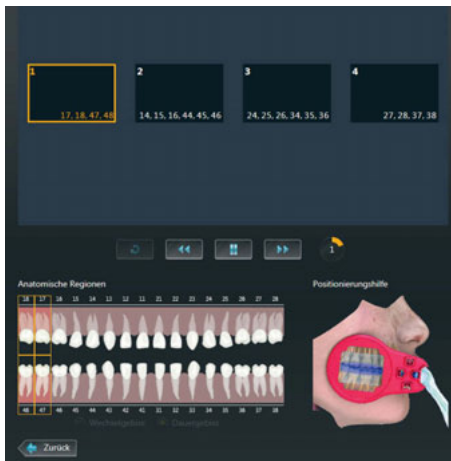 1 2 3 4
17, 18, 47, 48 14, 15, 16, 44, 45, 46 24, 25, 26, 34, 35, 36 27, 28, 37, 38
1
Anatomische Regionen Positionierungshilfe
18 17 16 15 14 13 12 11 21 22 23 24 25 26 27 28
48 47 46 45 44 43 42 41 31 32 33 34 35 36 37 38
Wechselgebiss Dauergebiss
Zurück